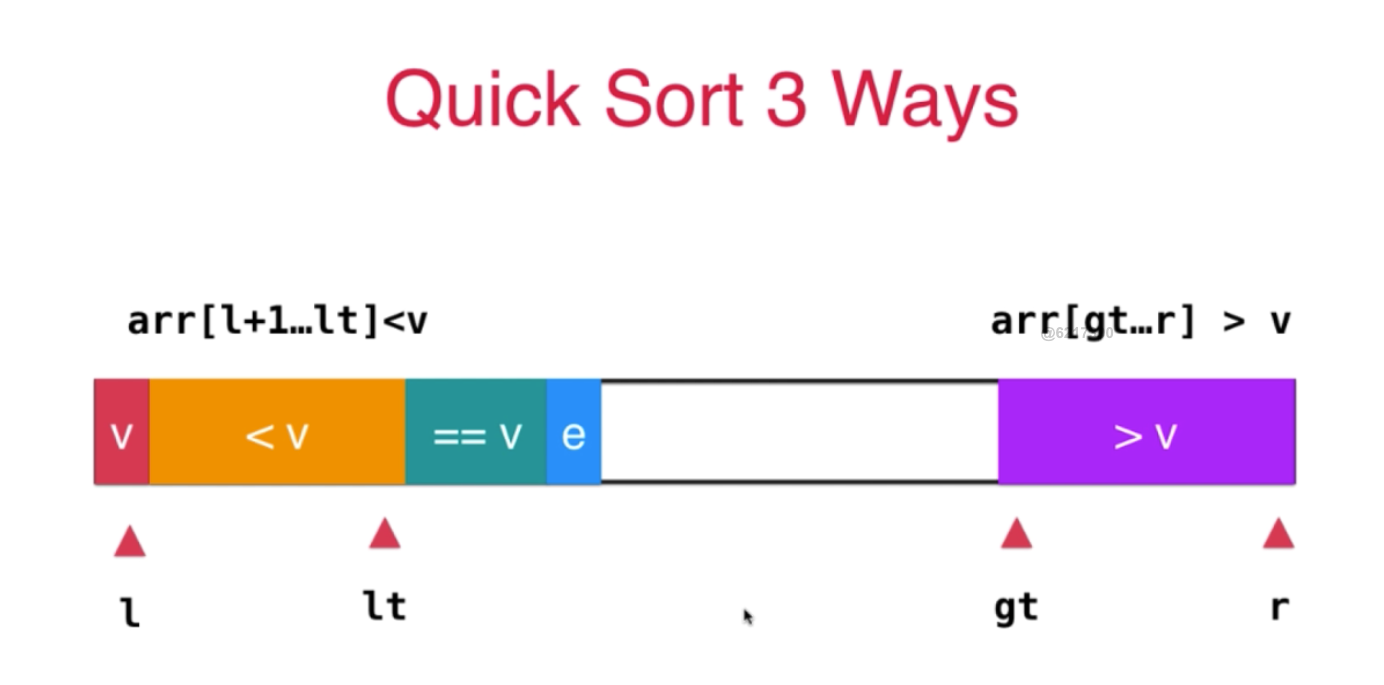 Quick Sort 3 Ways
arr[l+1…lt]<v arr[gt…r] > v
v < v == v e > v
l lt gt r